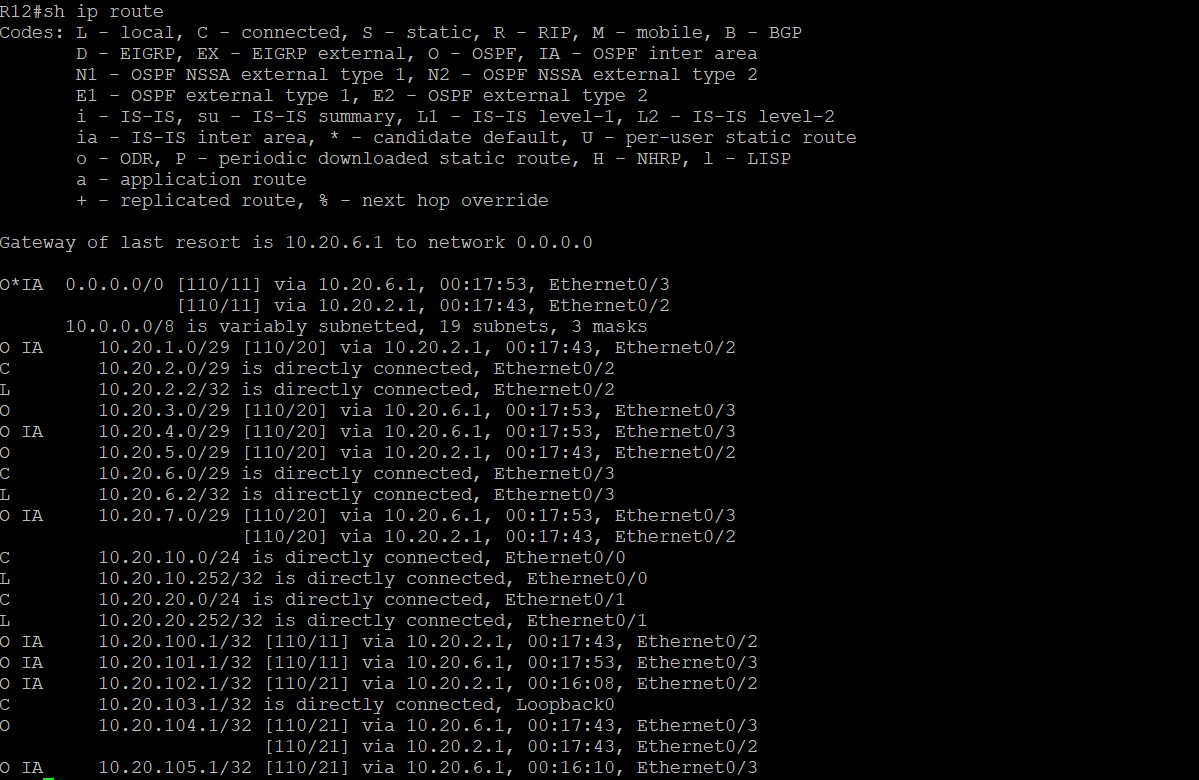 R12#sh ip route
Codes: L - local, C - connected, S - static, R - RIP, M - mobile, B - BGP
       D - EIGRP, EX - EIGRP external, O - OSPF, IA - OSPF inter area
       N1 - OSPF NSSA external type 1, N2 - OSPF NSSA external type 2
       E1 - OSPF external type 1, E2 - OSPF external type 2
       i - IS-IS, su - IS-IS summary, L1 - IS-IS level-1, L2 - IS-IS level-2
       ia - IS-IS inter area, * - candidate default, U - per-user static route
       o - ODR, P - periodic downloaded static route, H - NHRP, l - LISP
       a - application route
       + - replicated route, % - next hop override

Gateway of last resort is 10.20.6.1 to network 0.0.0.0

O*IA  0.0.0.0/0 [110/11] via 10.20.6.1, 00:17:53, Ethernet0/3
                [110/11] via 10.20.2.1, 00:17:43, Ethernet0/2
      10.0.0.0/8 is variably subnetted, 19 subnets, 3 masks
O IA     10.20.1.0/29 [110/20] via 10.20.2.1, 00:17:43, Ethernet0/2
C        10.20.2.0/29 is directly connected, Ethernet0/2
L        10.20.2.2/32 is directly connected, Ethernet0/2
O        10.20.3.0/29 [110/20] via 10.20.6.1, 00:17:53, Ethernet0/3
O IA     10.20.4.0/29 [110/20] via 10.20.6.1, 00:17:53, Ethernet0/3
O        10.20.5.0/29 [110/20] via 10.20.2.1, 00:17:43, Ethernet0/2
C        10.20.6.0/29 is directly connected, Ethernet0/3
L        10.20.6.2/32 is directly connected, Ethernet0/3
O IA     10.20.7.0/29 [110/20] via 10.20.6.1, 00:17:53, Ethernet0/3
                      [110/20] via 10.20.2.1, 00:17:43, Ethernet0/2
C        10.20.10.0/24 is directly connected, Ethernet0/0
L        10.20.10.252/32 is directly connected, Ethernet0/0
C        10.20.20.0/24 is directly connected, Ethernet0/1
L        10.20.20.252/32 is directly connected, Ethernet0/1
O IA     10.20.100.1/32 [110/11] via 10.20.2.1, 00:17:43, Ethernet0/2
O IA     10.20.101.1/32 [110/11] via 10.20.6.1, 00:17:53, Ethernet0/3
O IA     10.20.102.1/32 [110/21] via 10.20.2.1, 00:16:08, Ethernet0/2
C        10.20.103.1/32 is directly connected, Loopback0
O        10.20.104.1/32 [110/21] via 10.20.6.1, 00:17:43, Ethernet0/3
                        [110/21] via 10.20.2.1, 00:17:43, Ethernet0/2
O IA     10.20.105.1/32 [110/21] via 10.20.6.1, 00:16:10, Ethernet0/3